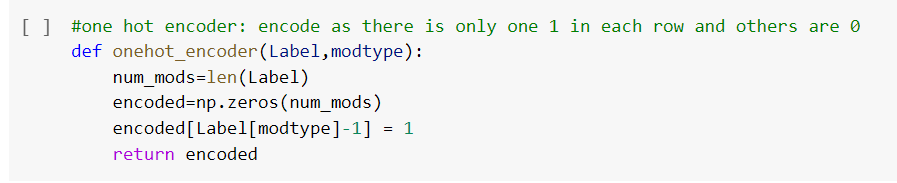 [ ] #one hot encoder: encode as there is only one 1 in each row and others are 0
def onehot_encoder(Label,modtype):
    num_mods=len(Label)
    encoded=np.zeros(num_mods)
    encoded[Label[modtype]-1] = 1
    return encoded